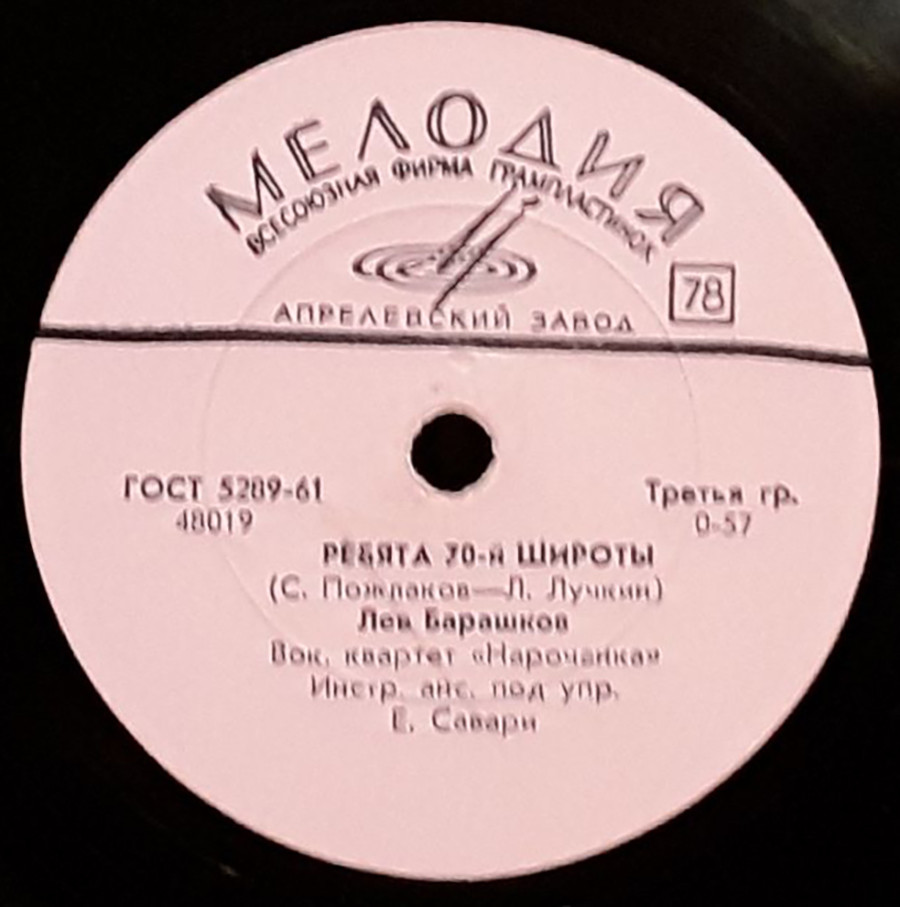 МЕЛОДИЯ
ВСЕСОЮЗНАЯ ФИРМА ГРАМПЛАСТИНОК
78
АПРЕЛЕВСКИЙ ЗАВОД
ГОСТ 5289-61 Третья гр.
48019 0-57
РЕБЯТА 70-Й ШИРОТЫ
(С. Пожлаков—Л. Лучкин)
Лев Барашков
Вок. квартет «Нарочанка»
Инстр. анс. под упр.
Е. Савари